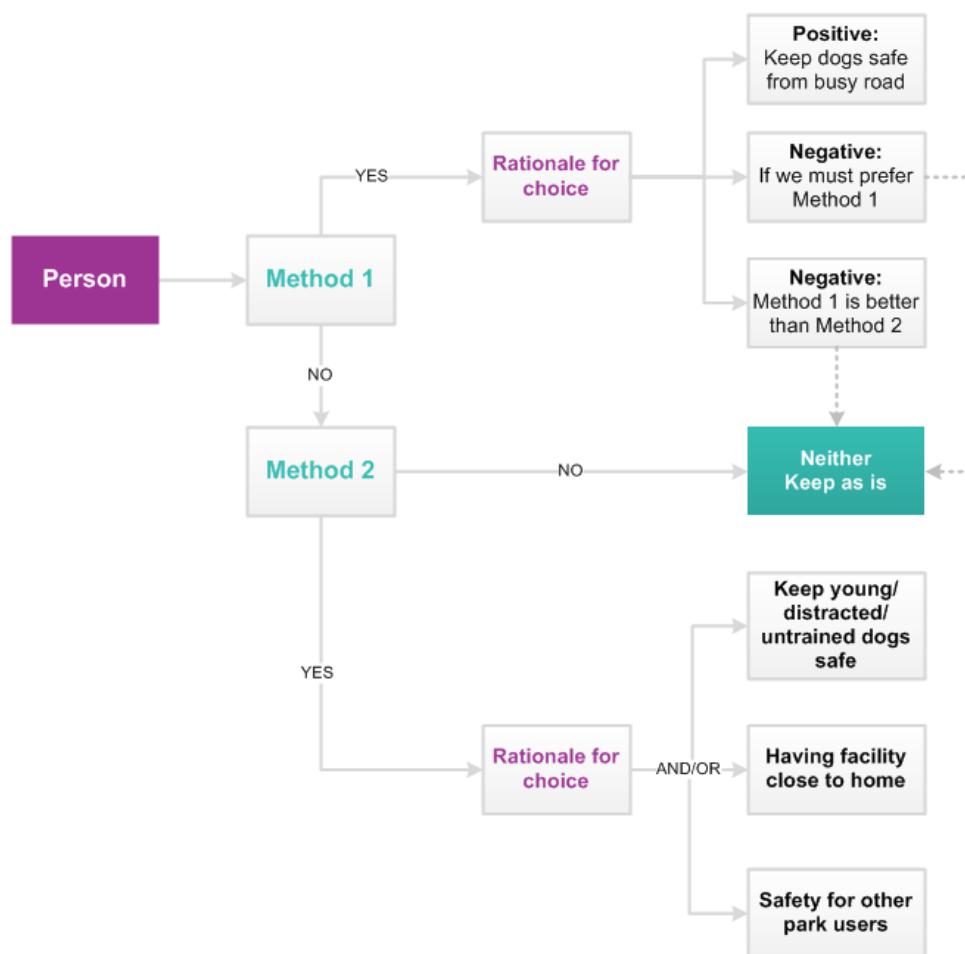 Positive:
Keep dogs safe
from busy road
YES
Rationale for
choice
Negative:
If we must prefer
Method 1
Person
Method 1
Negative:
Method 1 is better
than Method 2
NO
Method 2
NO
Neither
Keep as is
Keep young/
distracted/
untrained dogs
safe
YES
Rationale for
choice
AND/OR
Having facility
close to home
Safety for other
park users